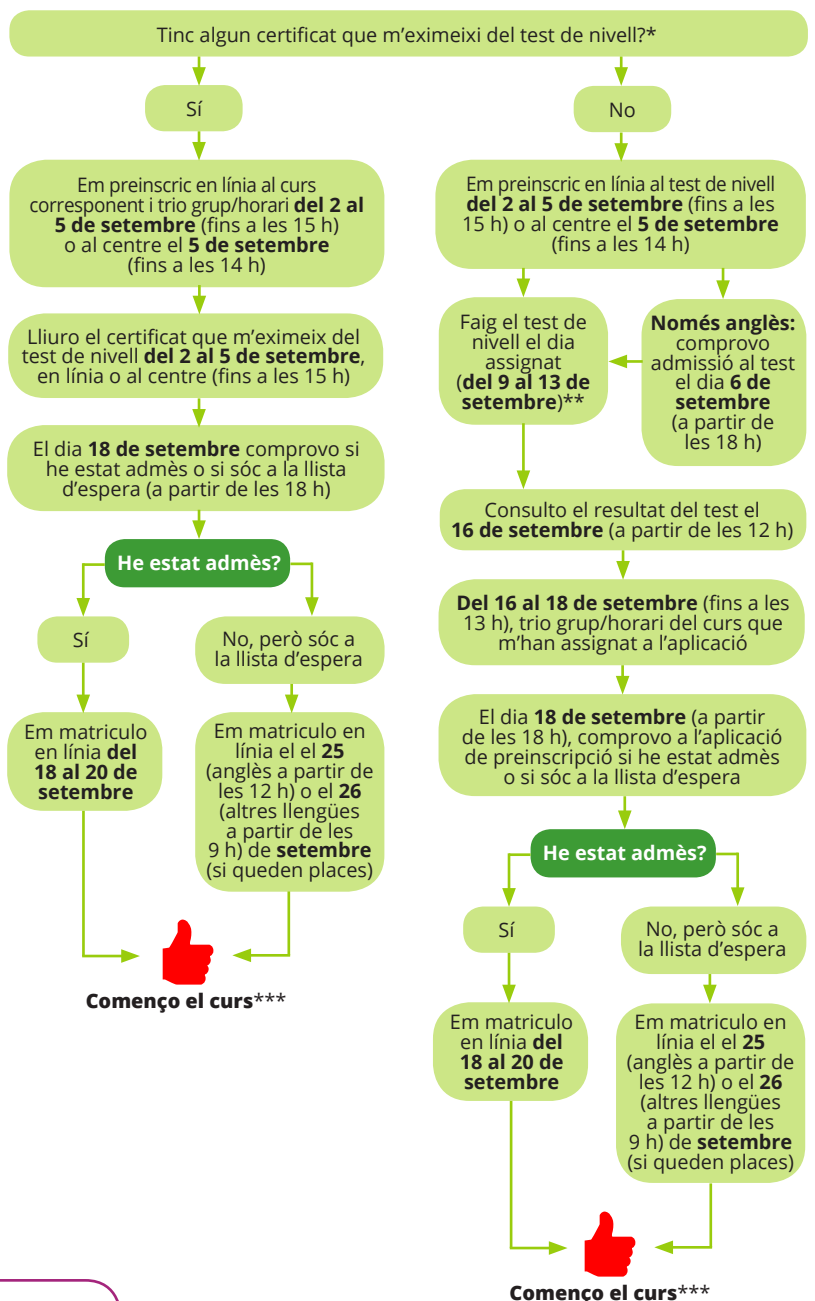 Tinc algun certificat que m'eximeixi del test de nivell?*
Sí
Em preinscric en línia al curs
corresponent i trio grup/horari del 2 al
5 de setembre (fins a les 15 h)
o al centre el 5 de setembre
(fins a les 14 h)
Lliuro el certificat que m'eximeix del
test de nivell del 2 al 5 de setembre,
en línia o al centre (fins a les 15 h)
El dia 18 de setembre comprovo si
he estat admès o si sóc a la llista
d'espera (a partir de les 18 h)
He estat admès?
Sí
Em matriculo
en línia del
18 al 20 de
setembre
No, però sóc a
la llista d'espera
Em matriculo en
línia el el 25
(anglès a partir de
les 12 h) o el 26
(altres llengües
a partir de les
9 h) de setembre
(si queden places)
Començo el curs***
No
Em preinscric en línia al test de nivell
del 2 al 5 de setembre (fins a les
15 h) o al centre el 5 de setembre
(fins a les 14 h)
Faig el test de
nivell el dia
assignat
(del 9 al 13 de
setembre)**
Només anglès:
comprovo
admissió al test
el dia 6 de
setembre
(a partir de
les 18 h)
Consulto el resultat del test el
16 de setembre (a partir de les 12 h)
Del 16 al 18 de setembre (fins a les
13 h), trio grup/horari del curs que
m'han assignat a l'aplicació
El dia 18 de setembre (a partir
de les 18 h), comprovo a l'aplicació
de preinscripció si he estat admès
o si sóc a la llista d'espera
He estat admès?
Sí
Em matriculo
en línia del
18 al 20 de
setembre
No, però sóc a
la llista d'espera
Em matriculo en
línia el el 25
(anglès a partir de
les 12 h) o el 26
(altres llengües
a partir de les
9 h) de setembre
(si queden places)
Començo el curs***